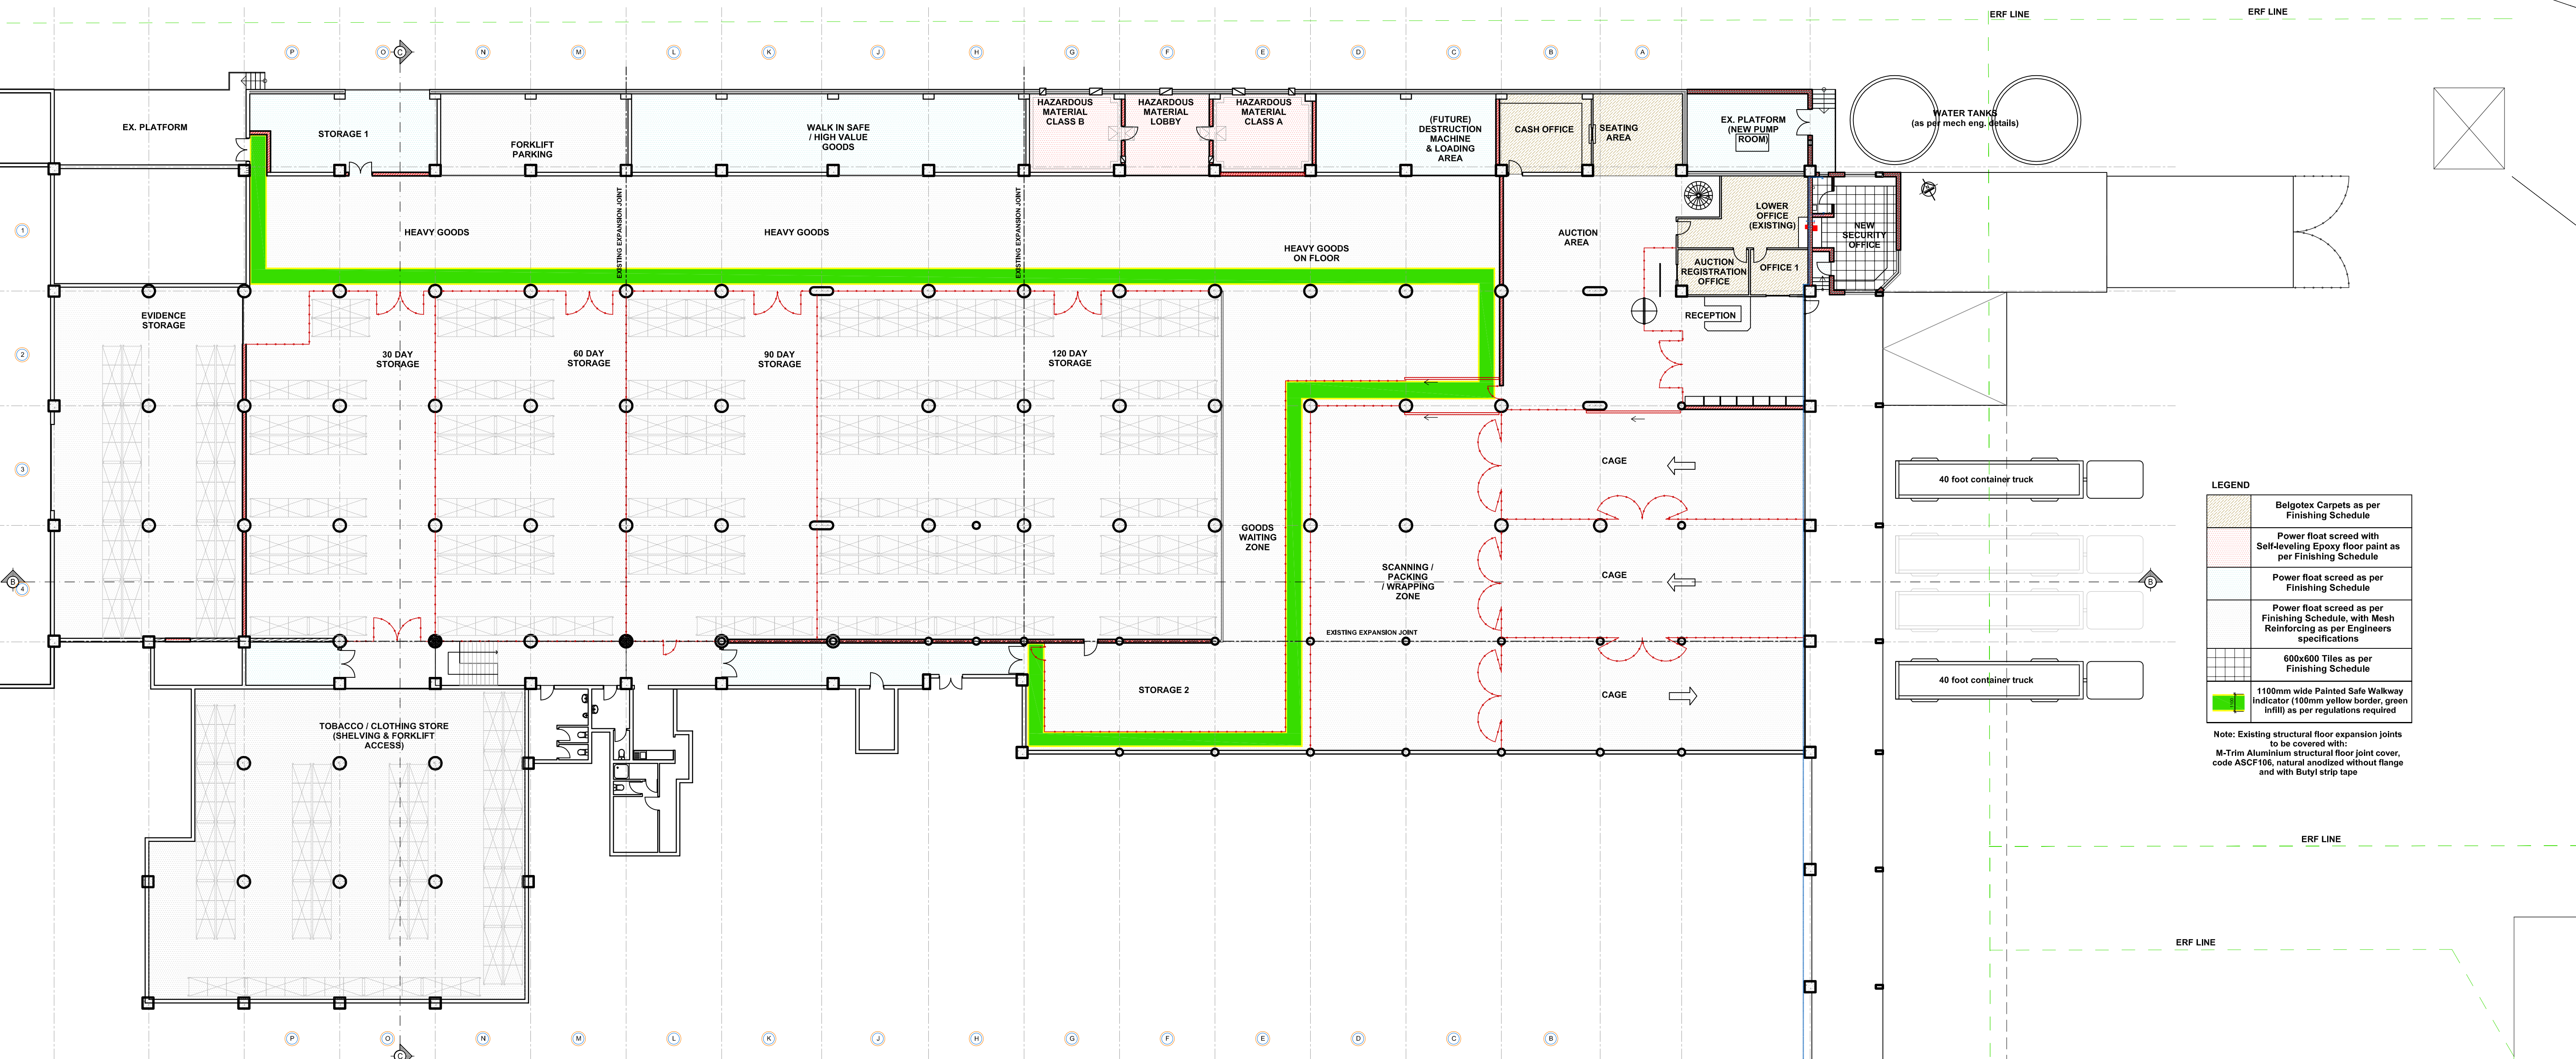 ERF LINE
ERF LINE
P
O
C
N
M
L
K
J
H
G
F
E
D
C
B
A
EX. PLATFORM
STORAGE 1
FORKLIFT
PARKING
WALK IN SAFE
/ HIGH VALUE
GOODS
HAZARDOUS
MATERIAL
CLASS B
HAZARDOUS
MATERIAL
LOBBY
HAZARDOUS
MATERIAL
CLASS A
(FUTURE)
DESTRUCTION
MACHINE
& LOADING
AREA
CASH OFFICE
SEATING
AREA
EX. PLATFORM
(NEW PUMP
ROOM)
WATER TANKS
(as per mech eng. details)
1
HEAVY GOODS
EXISTING EXPANSION JOINT
HEAVY GOODS
EXISTING EXPANSION JOINT
HEAVY GOODS
ON FLOOR
AUCTION
AREA
LOWER
OFFICE
(EXISTING)
NEW
SECURITY
OFFICE
AUCTION
REGISTRATION
OFFICE
OFFICE 1
RECEPTION
EVIDENCE
STORAGE
2
30 DAY
STORAGE
60 DAY
STORAGE
90 DAY
STORAGE
120 DAY
STORAGE
3
CAGE
40 foot container truck
GOODS
WAITING
ZONE
SCANNING /
PACKING
/ WRAPPING
ZONE
CAGE
B
4
B
EXISTING EXPANSION JOINT
STORAGE 2
CAGE
40 foot container truck
TOBACCO / CLOTHING STORE
(SHELVING & FORKLIFT
ACCESS)
LEGEND
Belgotex Carpets as per
Finishing Schedule
Power float screed with
Self-leveling Epoxy floor paint as
per Finishing Schedule
Power float screed as per
Finishing Schedule
Power float screed as per
Finishing Schedule, with Mesh
Reinforcing as per Engineers
specifications
600x600 Tiles as per
Finishing Schedule
1100mm wide Painted Safe Walkway
Indicator (100mm yellow border, green
infill) as per regulations required
Note: Existing structural floor expansion joints
to be covered with:
M-Trim Aluminium structural floor joint cover,
code ASCF106, natural anodized without flange
and with Butyl strip tape
ERF LINE
ERF LINE
P
O
C
N
M
L
K
J
H
G
F
E
D
C
B